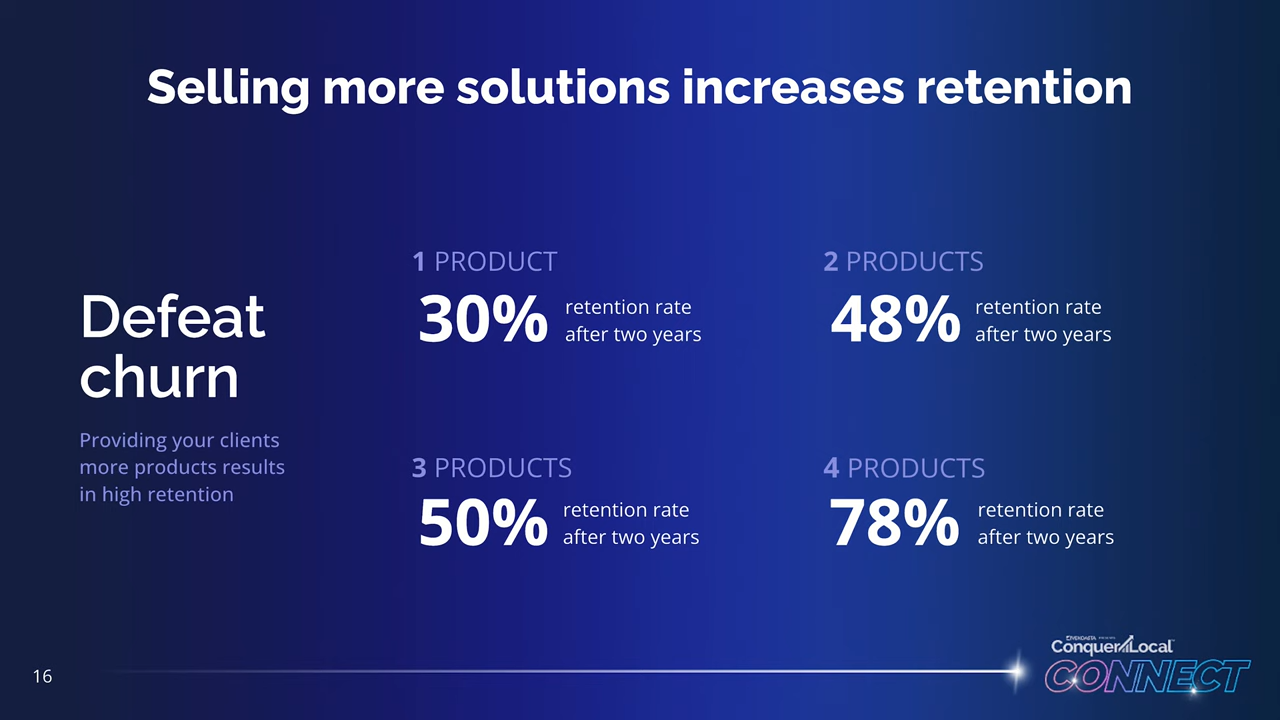 Selling more solutions increases retention
Defeat
churn
Providing your clients
more products results
in high retention
1 PRODUCT
30%
retention rate
after two years
2 PRODUCTS
48%
retention rate
after two years
3 PRODUCTS
50%
retention rate
after two years
4 PRODUCTS
78%
retention rate
after two years
16
VENDASTA
ConquerLocal
CONNECT